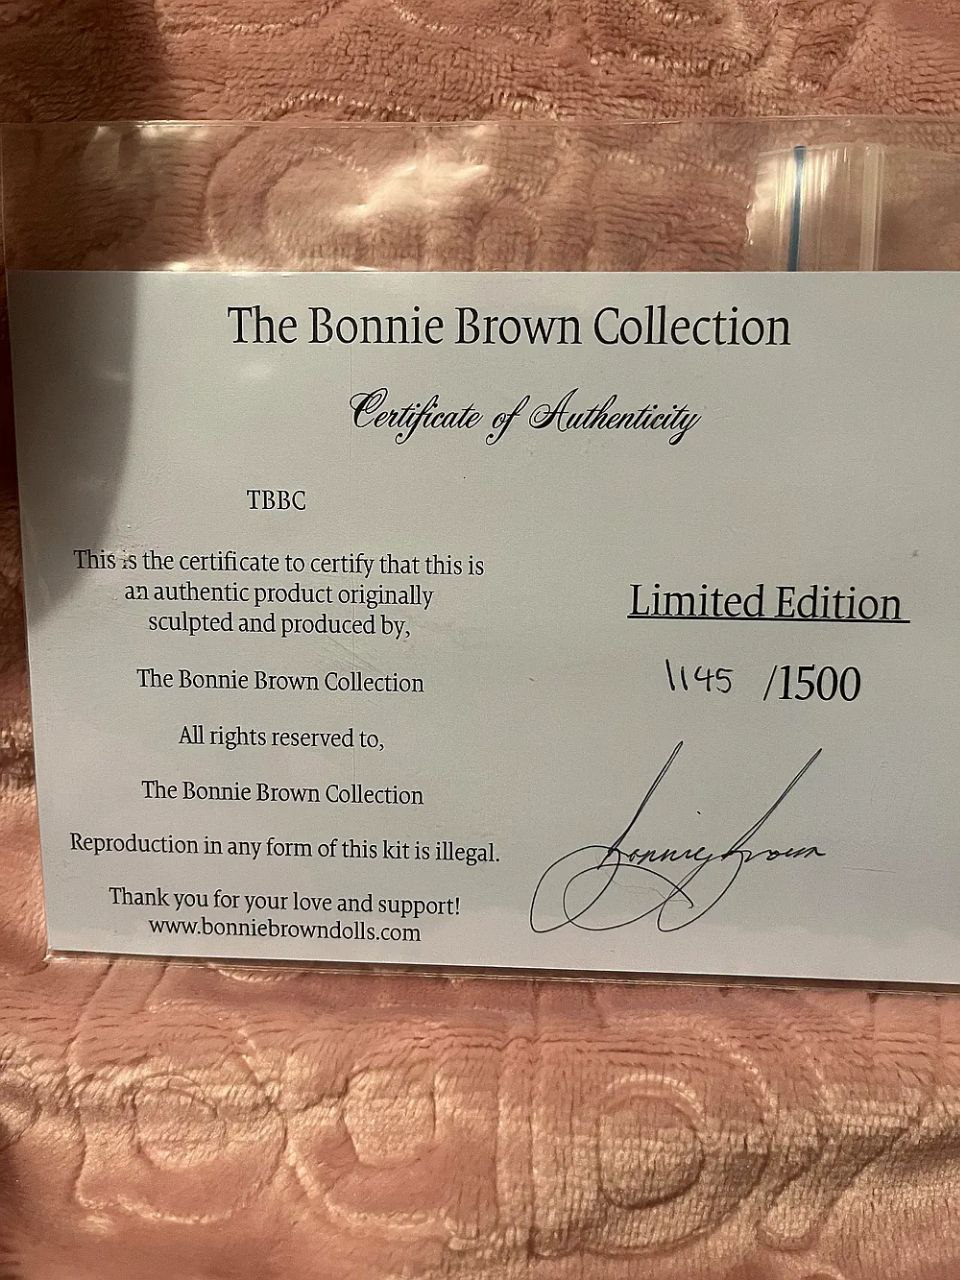 The Bonnie Brown Collection
Certificate of Authenticity
TBBC
This is the certificate to certify that this is
an authentic product originally
sculpted and produced by,
The Bonnie Brown Collection
All rights reserved to,
The Bonnie Brown Collection
Reproduction in any form of this kit is illegal.
Thank you for your love and support!
www.bonniebrowndolls.com
Limited Edition
1145 /1500
Bonnie Brown